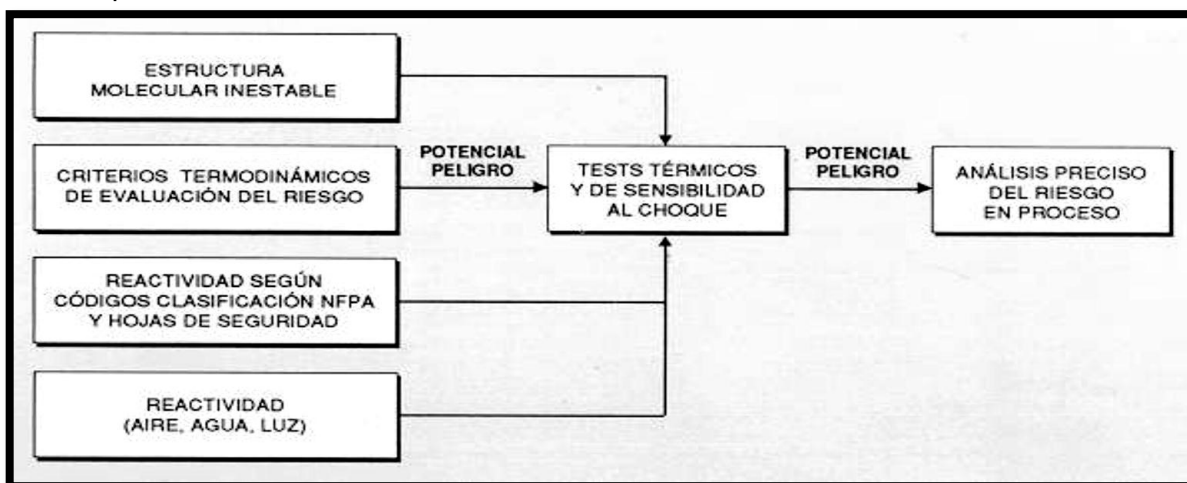 ESTRUCTURA
MOLECULAR INESTABLE
CRITERIOS TERMODINÁMICOS
DE EVALUACIÓN DEL RIESGO
REACTIVIDAD SEGÚN
CÓDIGOS CLASIFICACIÓN NFPA
Y HOJAS DE SEGURIDAD
REACTIVIDAD
(AIRE, AGUA, LUZ)
POTENCIAL
PELIGRO
TESTS TÉRMICOS
Y DE SENSIBILIDAD
AL CHOQUE
POTENCIAL
PELIGRO
ANÁLISIS PRECISO
DEL RIESGO
EN PROCESO